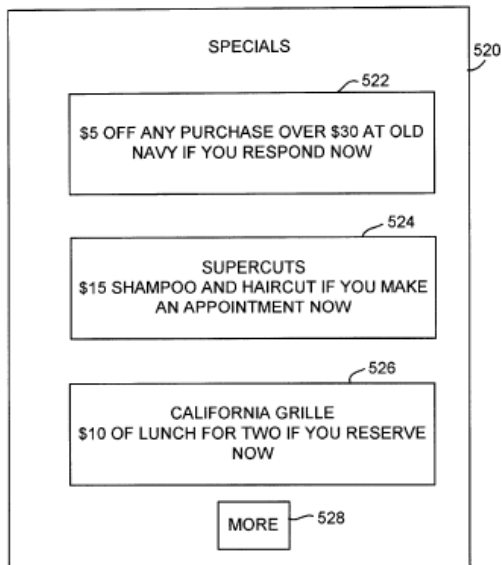 SPECIALS
520
522
$5 OFF ANY PURCHASE OVER $30 AT OLD
NAVY IF YOU RESPOND NOW
524
SUPERCUTS
$15 SHAMPOO AND HAIRCUT IF YOU MAKE
AN APPOINTMENT NOW
526
CALIFORNIA GRILLE
$10 OF LUNCH FOR TWO IF YOU RESERVE
NOW
MORE
528